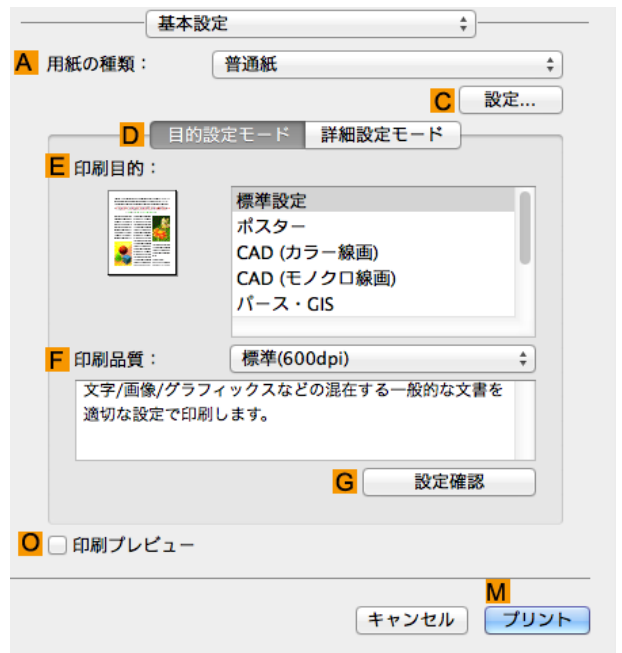 基本設定
A 用紙の種類： 普通紙
C 設定...
D 目的設定モード 詳細設定モード
E 印刷目的：
標準設定
ポスター
CAD (カラー線画)
CAD (モノクロ線画)
パース・GIS
F 印刷品質： 標準(600dpi)
文字/画像/グラフィックスなどの混在する一般的な文書を
適切な設定で印刷します。
G 設定確認
O 印刷プレビュー
M
キャンセル プリント